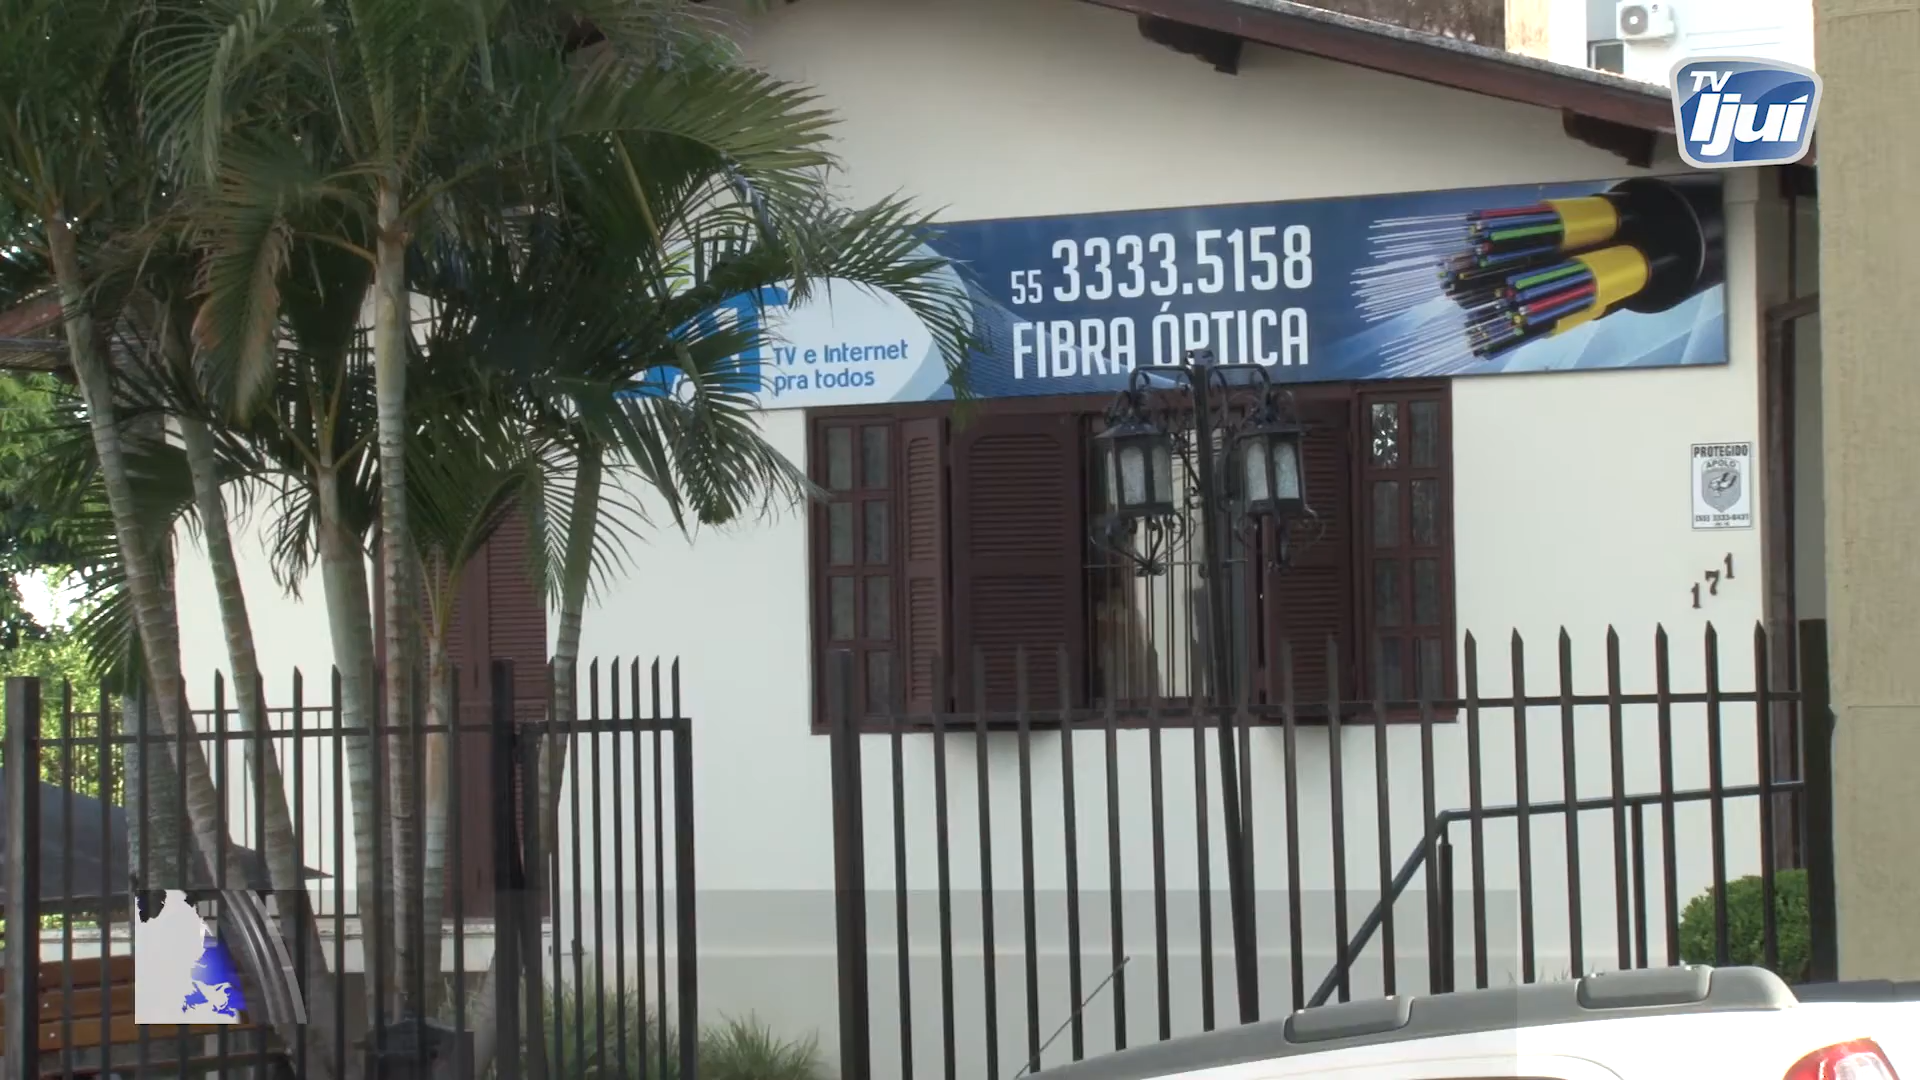 TV
Ijuí
55 3333.5158
FIBRA ÓPTICA
TV e Internet
pra todos
PROTEGIDO
APOLO
171